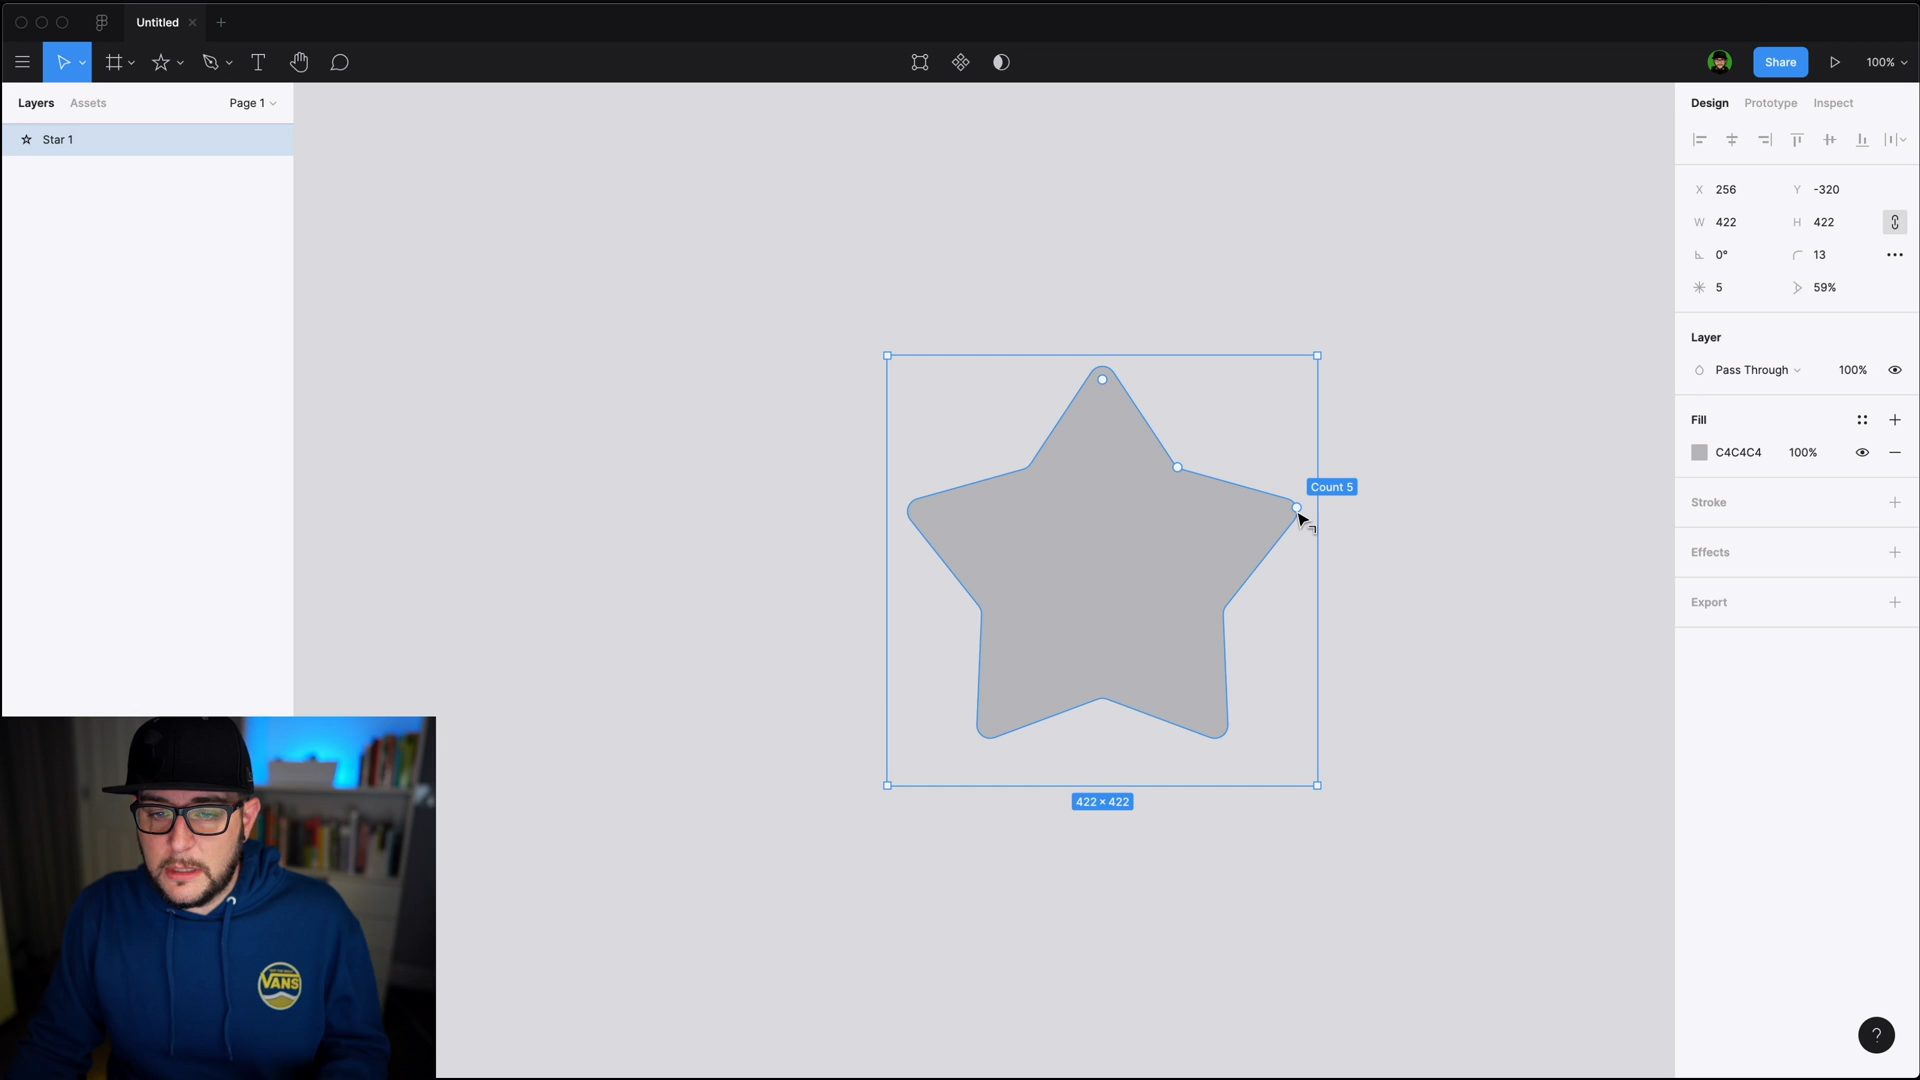 Untitled
Share
100%
Layers
Assets
Page 1
Star 1
Design
Prototype
Inspect
X 256
Y -320
W 422
H 422
0°
13
5
59%
Layer
Pass Through
100%
Fill
C4C4C4
100%
Stroke
Effects
Export
Count 5
422 × 422
VANS
?